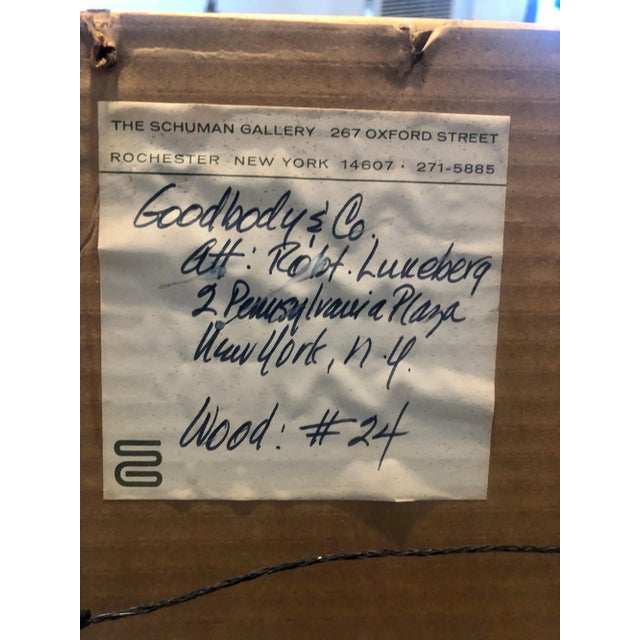 THE SCHUMAN GALLERY 267 OXFORD STREET
ROCHESTER · NEW YORK 14607 · 271-5885
Goodbody & Co.
Att: Robt. Luneberg
2 Pennsylvania Plaza
New York, N.Y.
Wood: #24